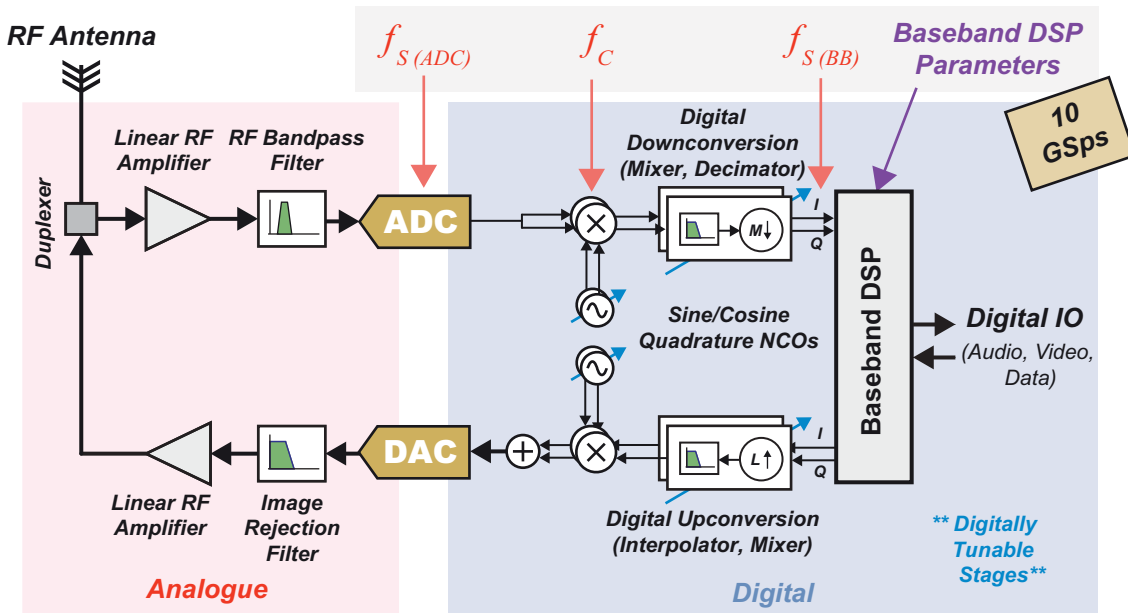 RF Antenna
f S (ADC)
f C
f S (BB)
Baseband DSP
Parameters
10
GSps
Linear RF
Amplifier
RF Bandpass
Filter
Digital
Downconversion
(Mixer, Decimator)
Duplexer
ADC
M↓
I
Q
Baseband DSP
Sine/Cosine
Quadrature NCOs
Digital IO
(Audio, Video,
Data)
DAC
L↑
I
Q
Linear RF
Amplifier
Image
Rejection
Filter
Digital Upconversion
(Interpolator, Mixer)
** Digitally
Tunable
Stages**
Analogue
Digital